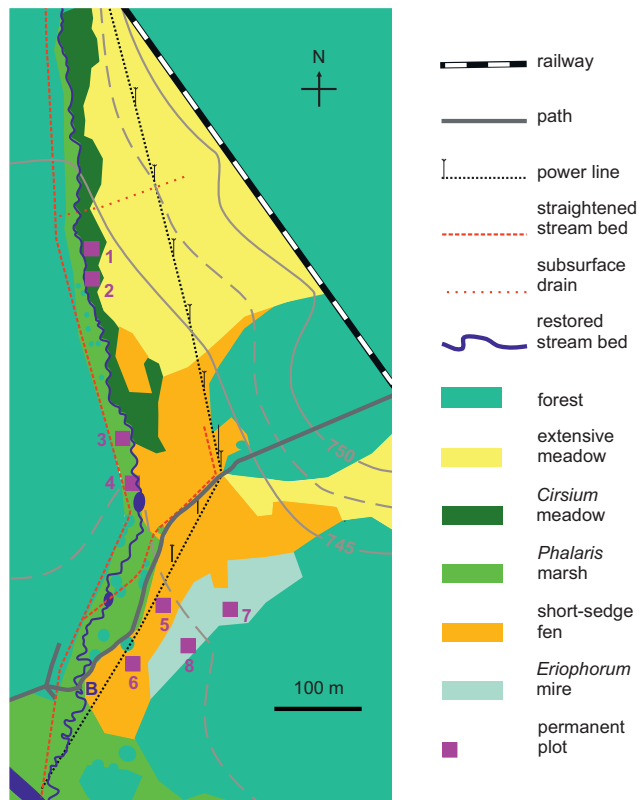 N
1
2
3
4
750
745
5
7
8
6
B
100 m
railway
path
power line
straightened
stream bed
subsurface
drain
restored
stream bed
forest
extensive
meadow
Cirsium
meadow
Phalaris
marsh
short-sedge
fen
Eriophorum
mire
permanent
plot